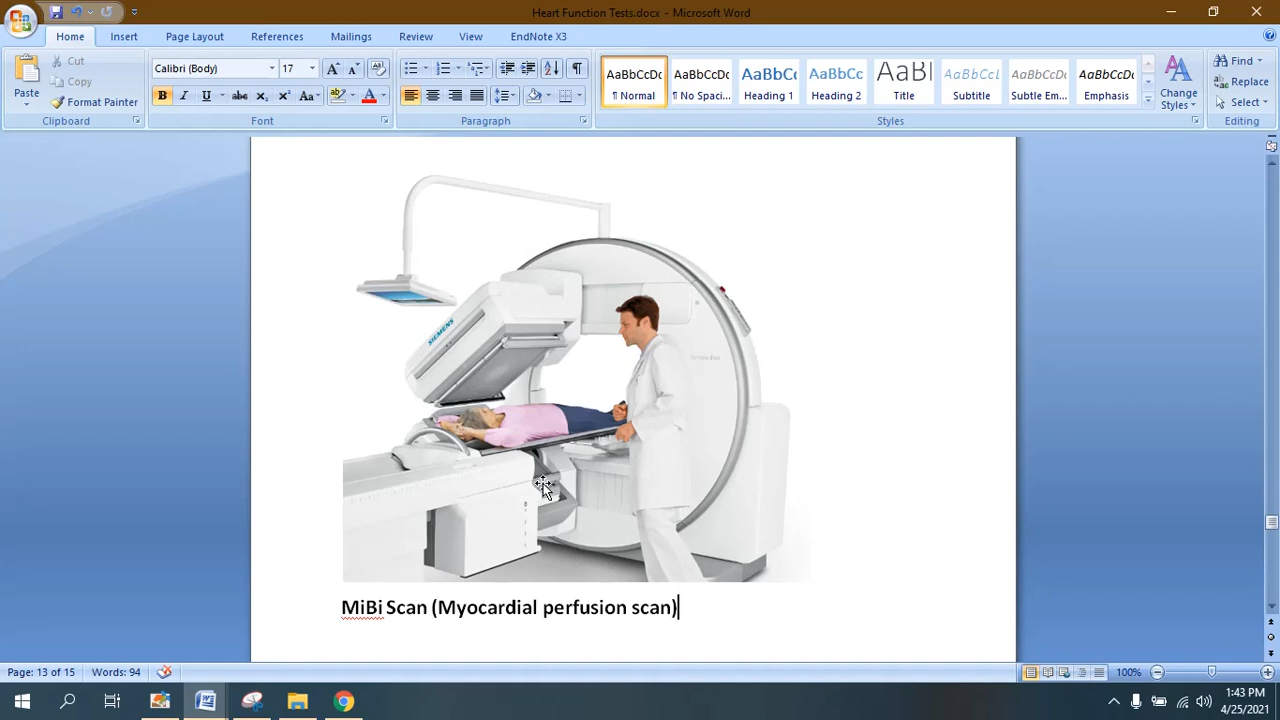 Heart Function Tests.docx - Microsoft Word
Home Insert Page Layout References Mailings Review View EndNote X3
Paste
Cut
Copy
Format Painter
Clipboard
Calibri (Body) 17
Font
Paragraph
AaBbCcDc AaBbCcDc AaBbCc AaBbCc AaBl AaBbCcL AaBbCcDc AaBbCcDc
¶ Normal ¶ No Spaci... Heading 1 Heading 2 Title Subtitle Subtle Em... Emphasis
Change Styles
Styles
Find
Replace
Select
Editing
SIEMENS
MiBi Scan (Myocardial perfusion scan)
Page: 13 of 15 Words: 94 100%
1:43 PM
4/25/2021